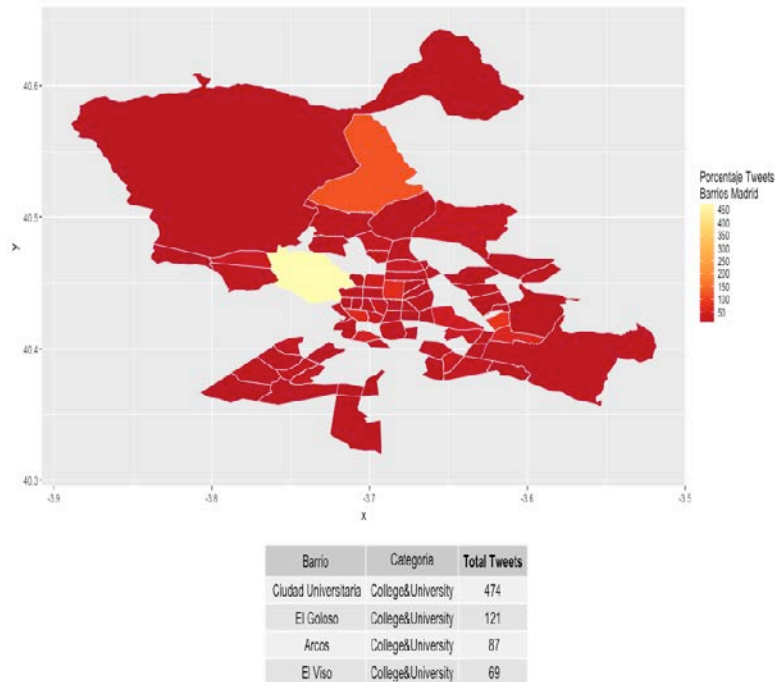 Porcentaje Tweets
Barrios Madrid
450
400
350
300
250
200
150
100
50
40.6
40.5
40.4
40.3
Y
-3.9 -3.8 -3.7 -3.6 -3.5
x
Barrio Categoria Total Tweets
Ciudad Universitaria College&University 474
El Goloso College&University 121
Arcos College&University 87
El Viso College&University 69